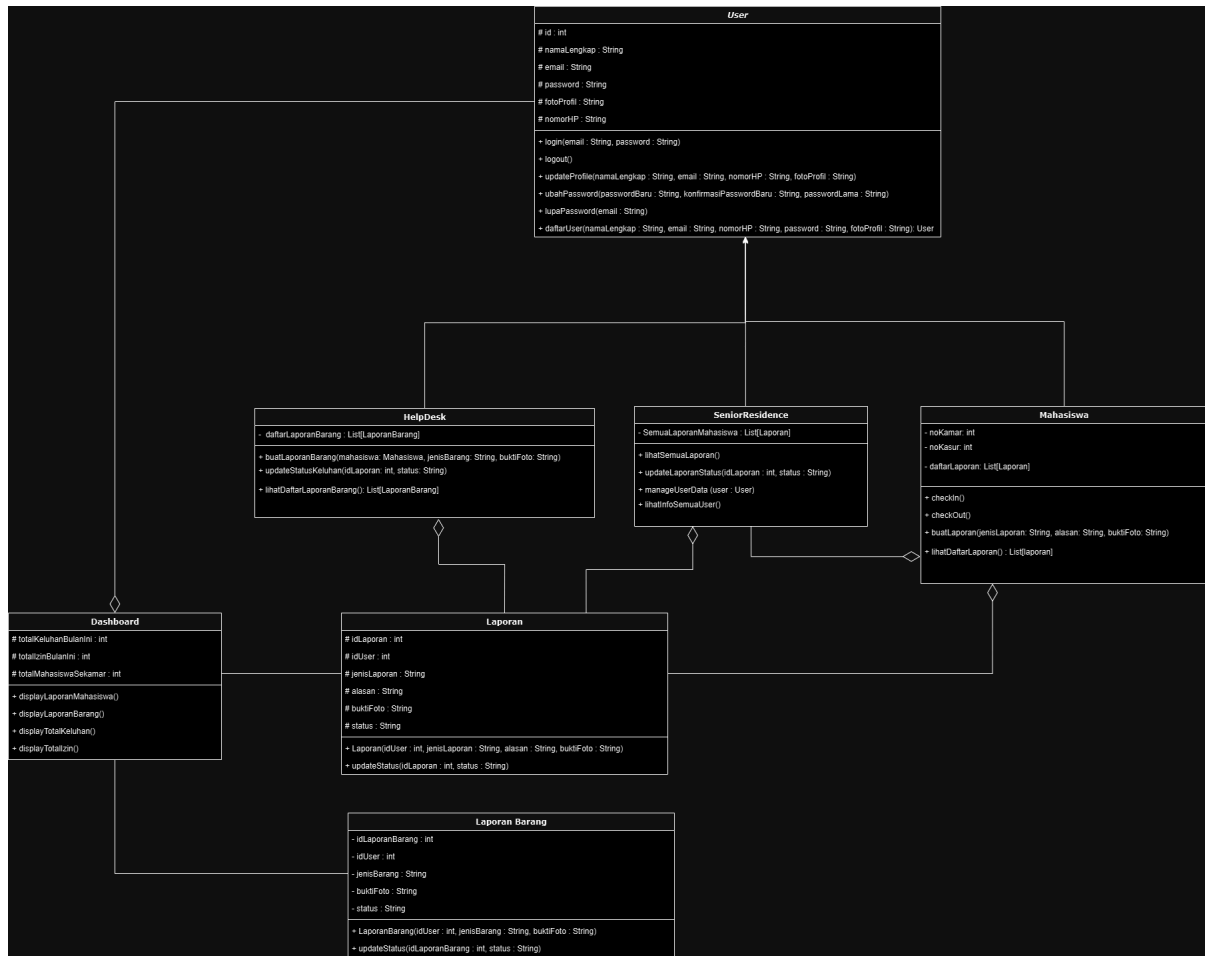 User
# id : int
# namaLengkap : String
# email : String
# password : String
# fotoProfil : String
# nomorHP : String
+ login(email : String, password : String)
+ logout()
+ updateProfile(namaLengkap : String, email : String, nomorHP : String, fotoProfil : String)
+ ubahPassword(passwordBaru : String, konfirmasiPasswordBaru : String, passwordLama : String)
+ lupaPassword(email : String)
+ daftarUser(namaLengkap : String, email : String, nomorHP : String, password : String, fotoProfil : String): User
HelpDesk
- daftarLaporanBarang : List[LaporanBarang]
+ buatLaporanBarang(mahasiswa: Mahasiswa, jenisBarang: String, buktiFoto: String)
+ updateStatusKeluhan(idLaporan: int, status: String)
+ lihatDaftarLaporanBarang(): List[LaporanBarang]
SeniorResidence
- SemuaLaporanMahasiswa : List[Laporan]
+ lihatSemuaLaporan()
+ updateLaporanStatus(idLaporan : int, status : String)
+ manageUserData (user : User)
+ lihatInfoSemuaUser()
Mahasiswa
- noKamar: int
- noKasur: int
- daftarLaporan: List[Laporan]
+ checkIn()
+ checkOut()
+ buatLaporan(jenisLaporan: String, alasan: String, buktiFoto: String)
+ lihatDaftarLaporan() : List[laporan]
Dashboard
# totalKeluhanBulanIni : int
# totalIzinBulanIni : int
# totalMahasiswaSekamar : int
+ displayLaporanMahasiswa()
+ displayLaporanBarang()
+ displayTotalKeluhan()
+ displayTotalIzin()
Laporan
# idLaporan : int
# idUser : int
# jenisLaporan : String
# alasan : String
# buktiFoto : String
# status : String
+ Laporan(idUser : int, jenisLaporan : String, alasan : String, buktiFoto : String)
+ updateStatus(idLaporan : int, status : String)
Laporan Barang
- idLaporanBarang : int
- idUser : int
- jenisBarang : String
- buktiFoto : String
- status : String
+ LaporanBarang(idUser : int, jenisBarang : String, buktiFoto : String)
+ updateStatus(idLaporanBarang : int, status : String)